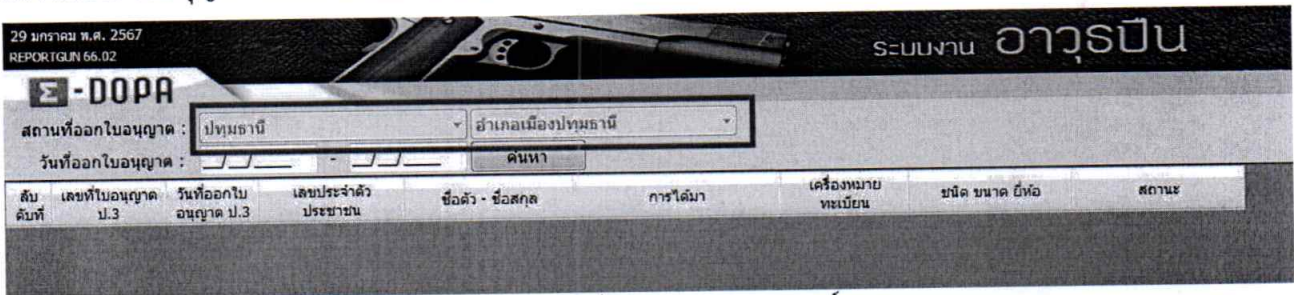 29 มกราคม พ.ศ. 2567
REPORTGUN 66.02
ระบบงาน อาวุธปืน
Σ-DOPA
สถานที่ออกใบอนุญาต : ปทุมธานี อำเภอเมืองปทุมธานี
วันที่ออกใบอนุญาต : __/__/____ - __/__/____ ค้นหา
ลำดับที่ เลขที่ใบอนุญาต ป.3 วันที่ออกใบอนุญาต ป.3 เลขประจำตัวประชาชน ชื่อตัว - ชื่อสกุล การได้มา เครื่องหมายทะเบียน ชนิด ขนาด ยี่ห้อ สถานะ